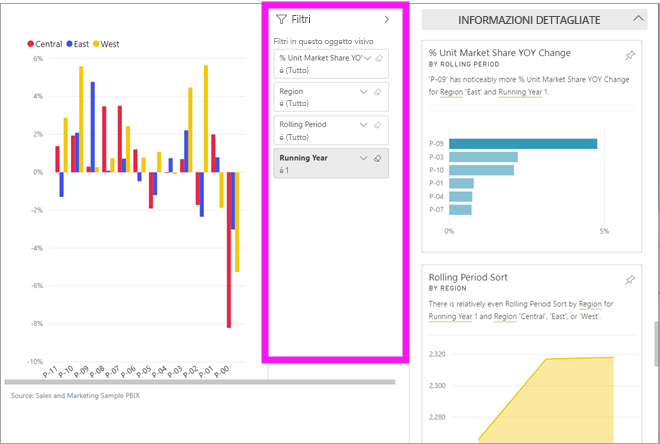 Central East West
6%
4%
2%
0%
-2%
-4%
-6%
-8%
-10%
P-11 P-10 P-09 P-08 P-07 P-06 P-05 P-04 P-03 P-02 P-01 P-00
Source: Sales and Marketing Sample PBIX
Filtri
Filtri in questo oggetto visivo
% Unit Market Share YO
(Tutto)
Region
(Tutto)
Rolling Period
(Tutto)
Running Year
1
INFORMAZIONI DETTAGLIATE
% Unit Market Share YOY Change
BY ROLLING PERIOD
'P-09' has noticeably more % Unit Market Share YOY
for Region 'East' and Running Year 1.
P-09
P-03
P-10
P-01
P-04
P-07
0% 5%
Rolling Period Sort
BY REGION
There is relatively even Rolling Period Sort by Region for
Running Year 1 and Region 'Central', 'East', or 'West'.
2,320
2,300
2,280